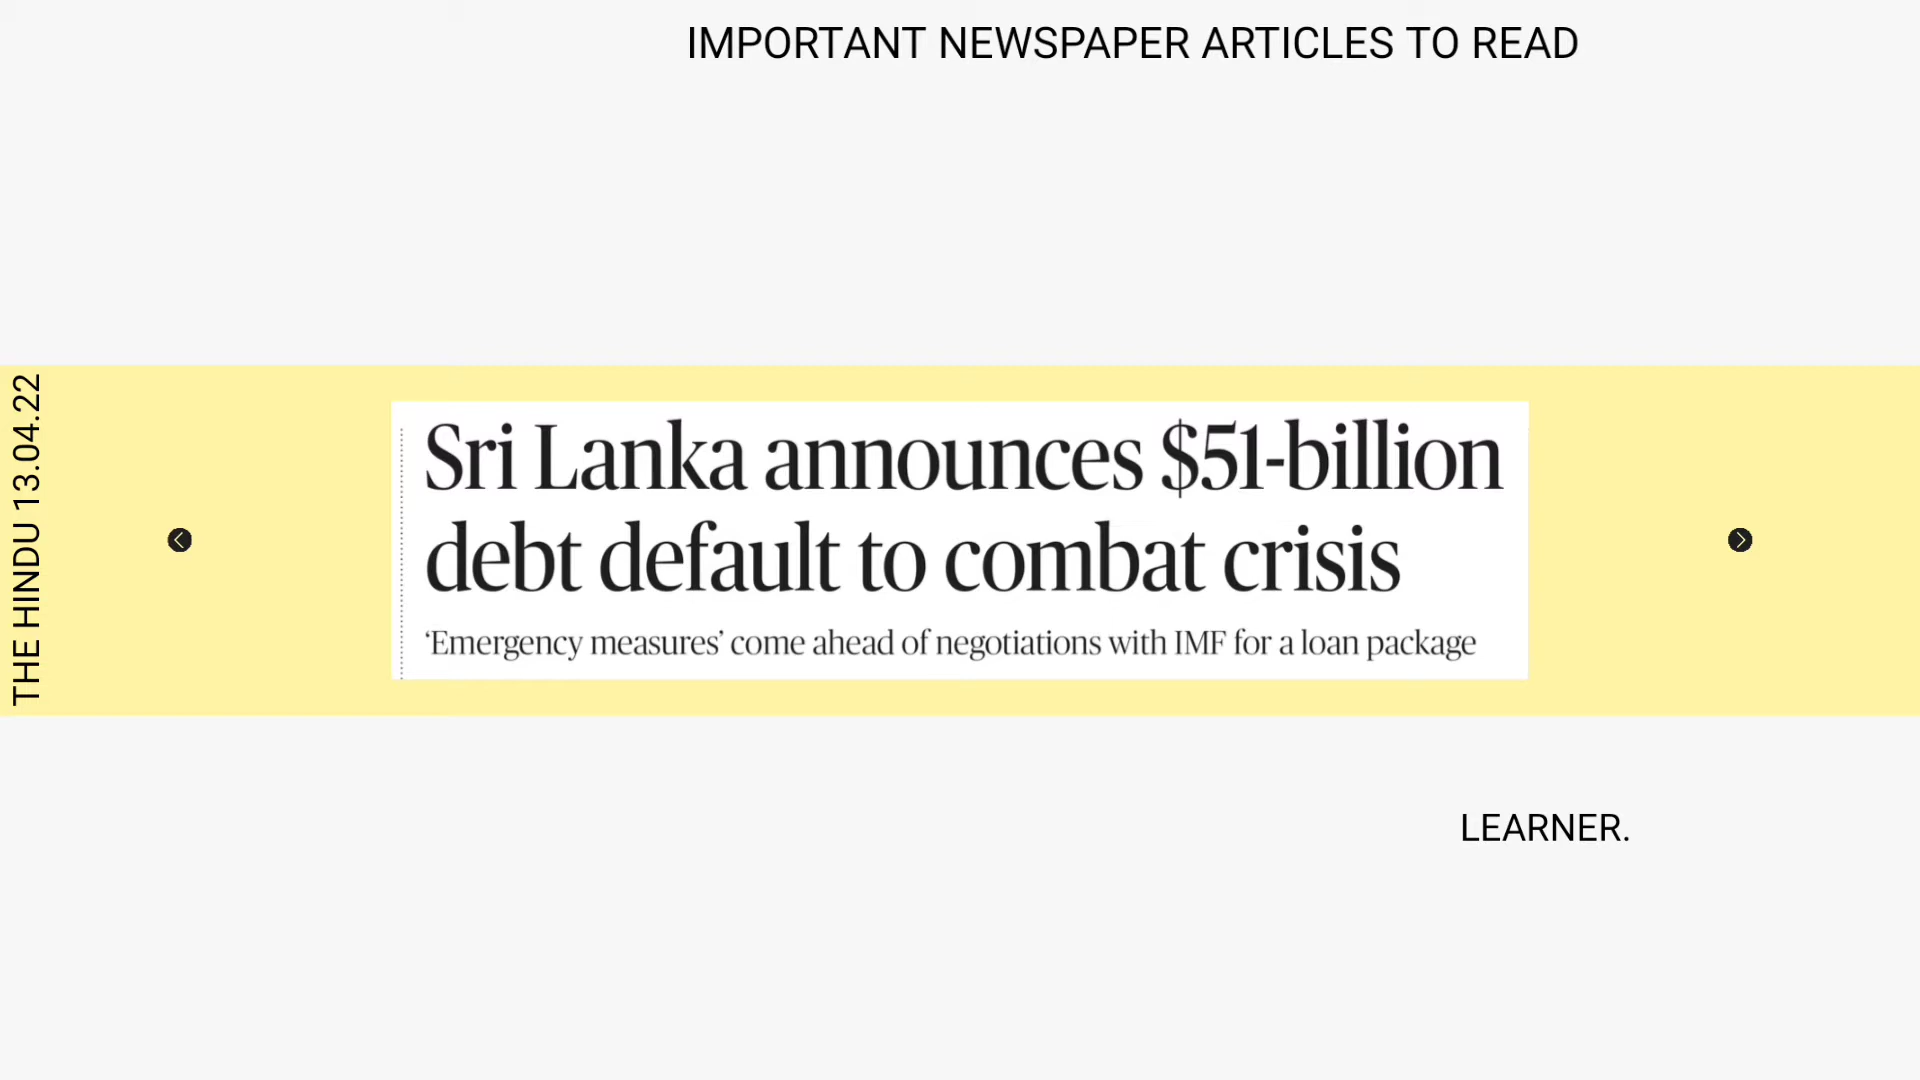 IMPORTANT NEWSPAPER ARTICLES TO READ
THE HINDU 13.04.22
Sri Lanka announces $51-billion
debt default to combat crisis
‘Emergency measures’ come ahead of negotiations with IMF for a loan package
LEARNER.